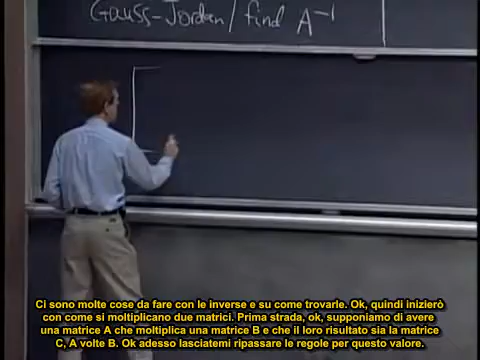 Gauss-Jordan / find A⁻¹
Ci sono molte cose da fare con le inverse e su come trovarle. Ok, quindi inizierò
con come si moltiplicano due matrici. Prima strada, ok, supponiamo di avere
una matrice A che moltiplica una matrice B e che il loro risultato sia la matrice
C, A volte B. Ok adesso lasciatemi ripassare le regole per questo valore.